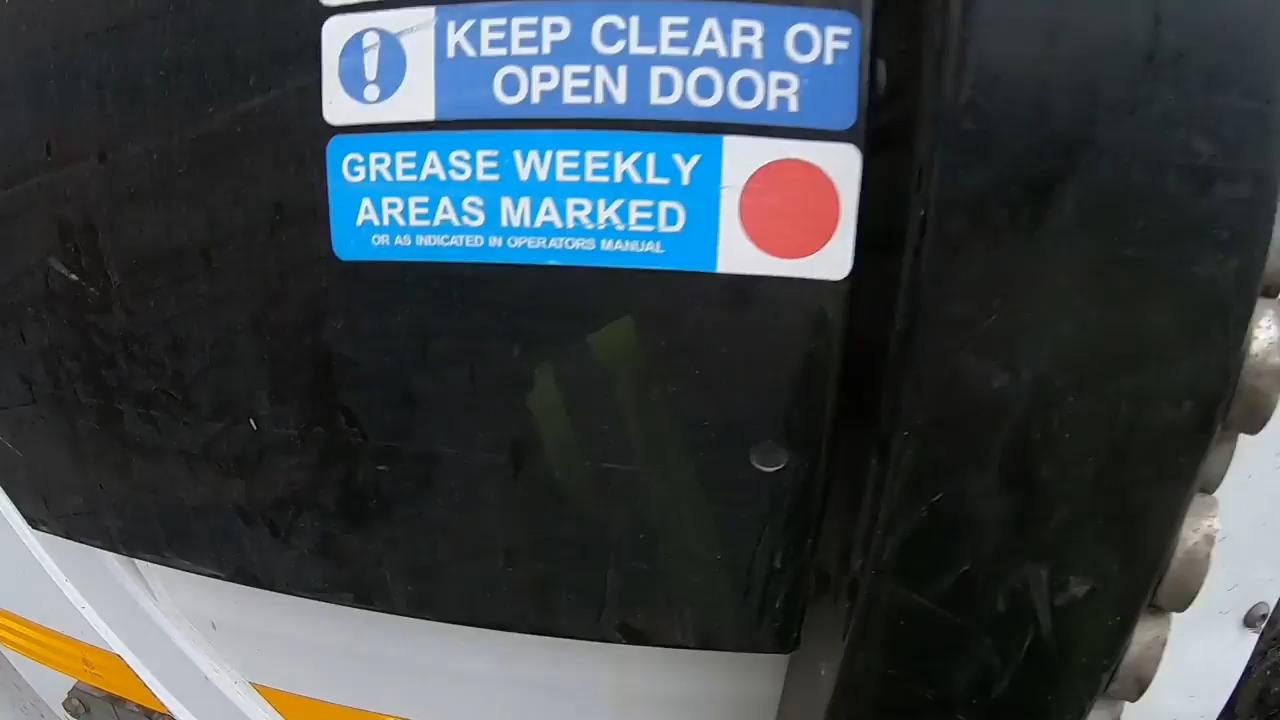 KEEP CLEAR OF
OPEN DOOR
GREASE WEEKLY
AREAS MARKED
OR AS INDICATED IN OPERATORS MANUAL